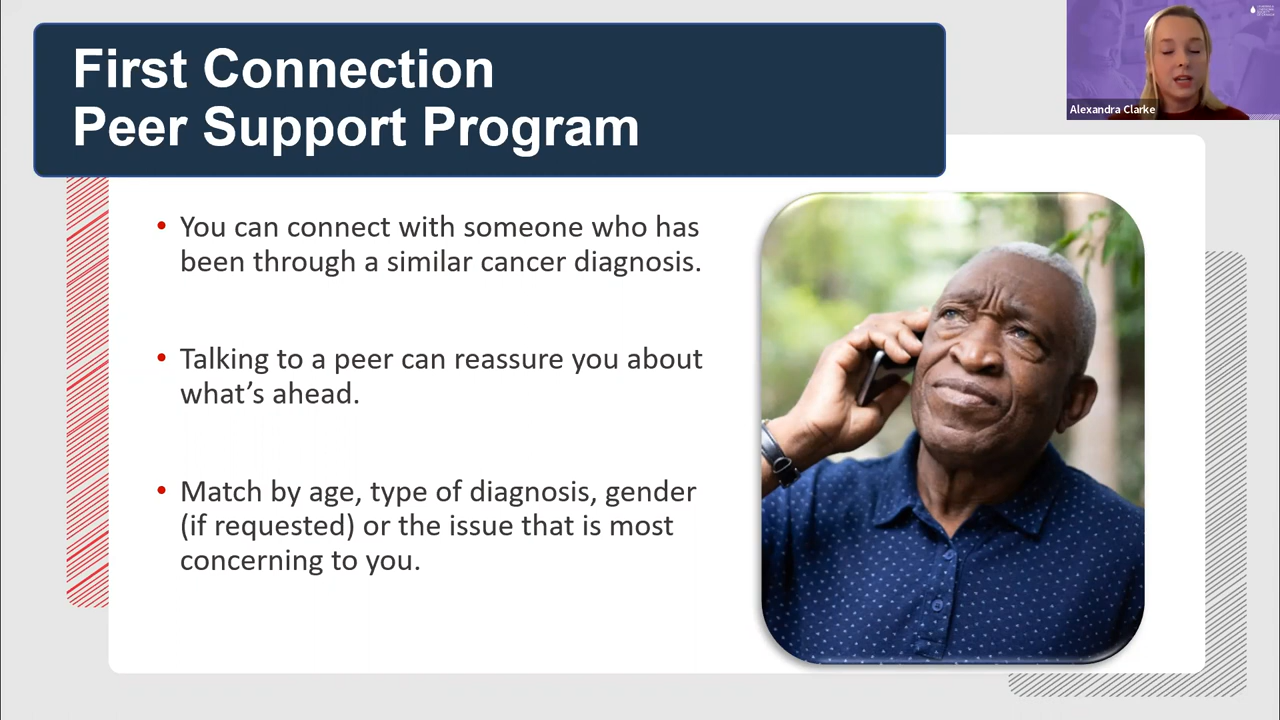 First Connection
Peer Support Program
Alexandra Clarke
• You can connect with someone who has
been through a similar cancer diagnosis.
• Talking to a peer can reassure you about
what’s ahead.
• Match by age, type of diagnosis, gender
(if requested) or the issue that is most
concerning to you.